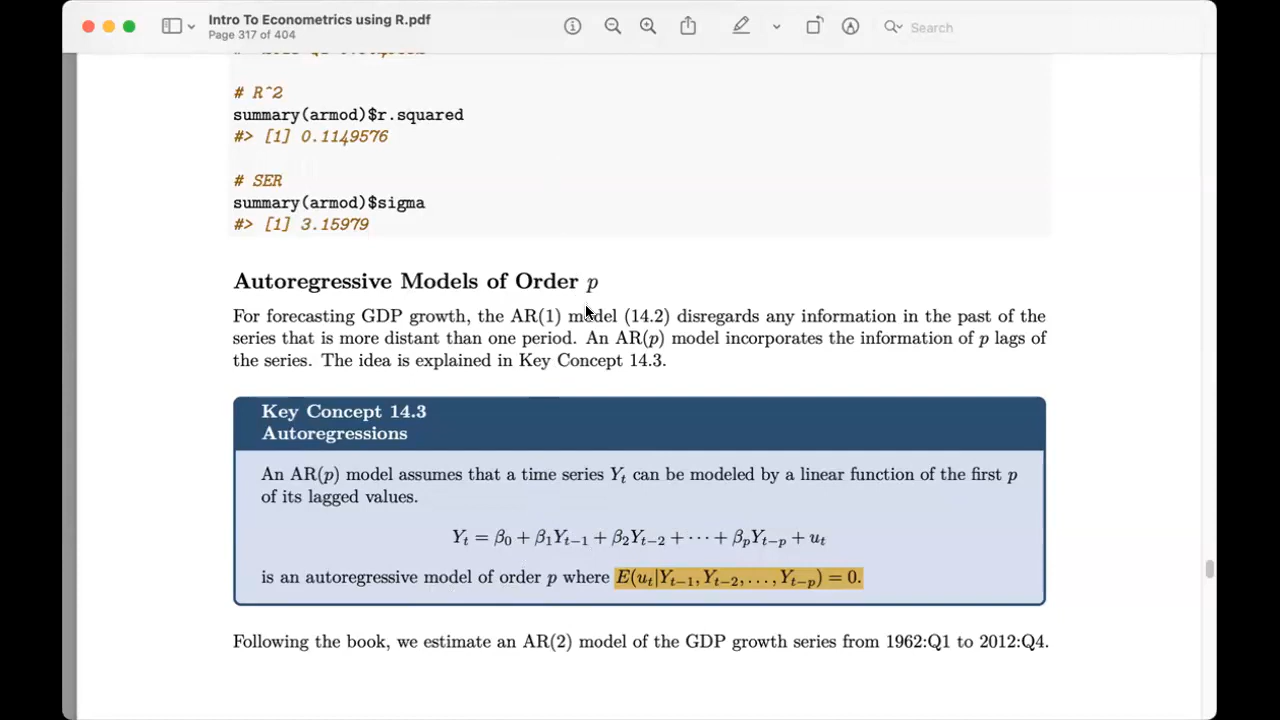 Intro To Econometrics using R.pdf
Page 317 of 404
Search
# R^2
summary(armod)$r.squared
#> [1] 0.1149576
# SER
summary(armod)$sigma
#> [1] 3.15979
Autoregressive Models of Order p
For forecasting GDP growth, the AR(1) model (14.2) disregards any information in the past of the
series that is more distant than one period. An AR(p) model incorporates the information of p lags of
the series. The idea is explained in Key Concept 14.3.
Key Concept 14.3
Autoregressions
An AR(p) model assumes that a time series Yₜ can be modeled by a linear function of the first p
of its lagged values.
Yₜ = β₀ + β₁Yₜ₋₁ + β₂Yₜ₋₂ + ⋯ + βₚYₜ₋ₚ + uₜ
is an autoregressive model of order p where E(uₜ|Yₜ₋₁, Yₜ₋₂, . . . , Yₜ₋ₚ) = 0.
Following the book, we estimate an AR(2) model of the GDP growth series from 1962:Q1 to 2012:Q4.